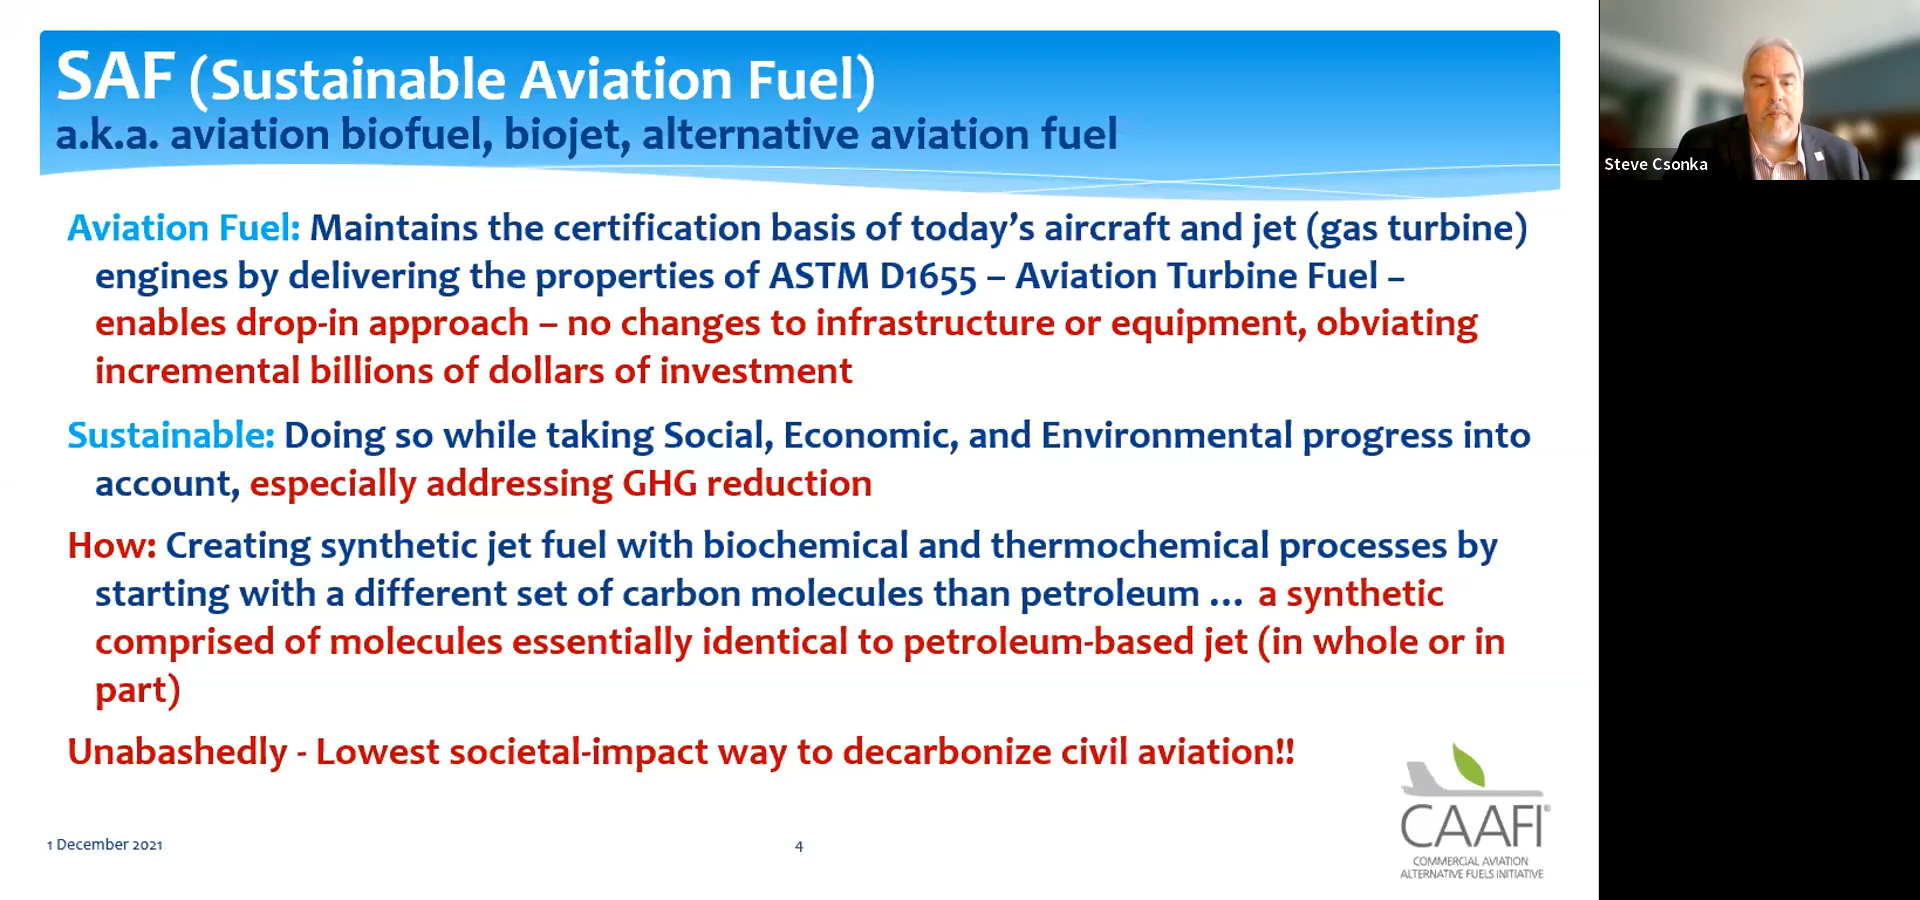 SAF (Sustainable Aviation Fuel)
a.k.a. aviation biofuel, biojet, alternative aviation fuel
Aviation Fuel: Maintains the certification basis of today’s aircraft and jet (gas turbine)
engines by delivering the properties of ASTM D1655 – Aviation Turbine Fuel –
enables drop-in approach – no changes to infrastructure or equipment, obviating
incremental billions of dollars of investment
Sustainable: Doing so while taking Social, Economic, and Environmental progress into
account, especially addressing GHG reduction
How: Creating synthetic jet fuel with biochemical and thermochemical processes by
starting with a different set of carbon molecules than petroleum ... a synthetic
comprised of molecules essentially identical to petroleum-based jet (in whole or in
part)
Unabashedly - Lowest societal-impact way to decarbonize civil aviation!!
1 December 2021
4
CAAFI®
COMMERCIAL AVIATION
ALTERNATIVE FUELS INITIATIVE
Steve Csonka